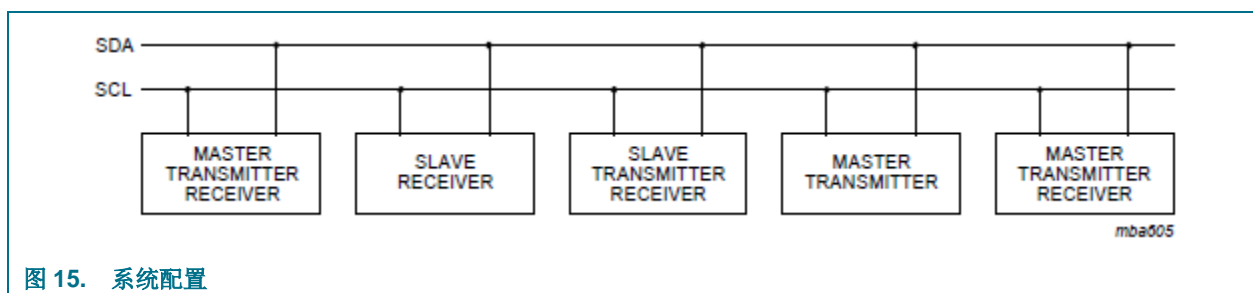 SDA
SCL
MASTER
TRANSMITTER
RECEIVER
SLAVE
RECEIVER
SLAVE
TRANSMITTER
RECEIVER
MASTER
TRANSMITTER
MASTER
TRANSMITTER
RECEIVER
mba605
图 15. 系统配置